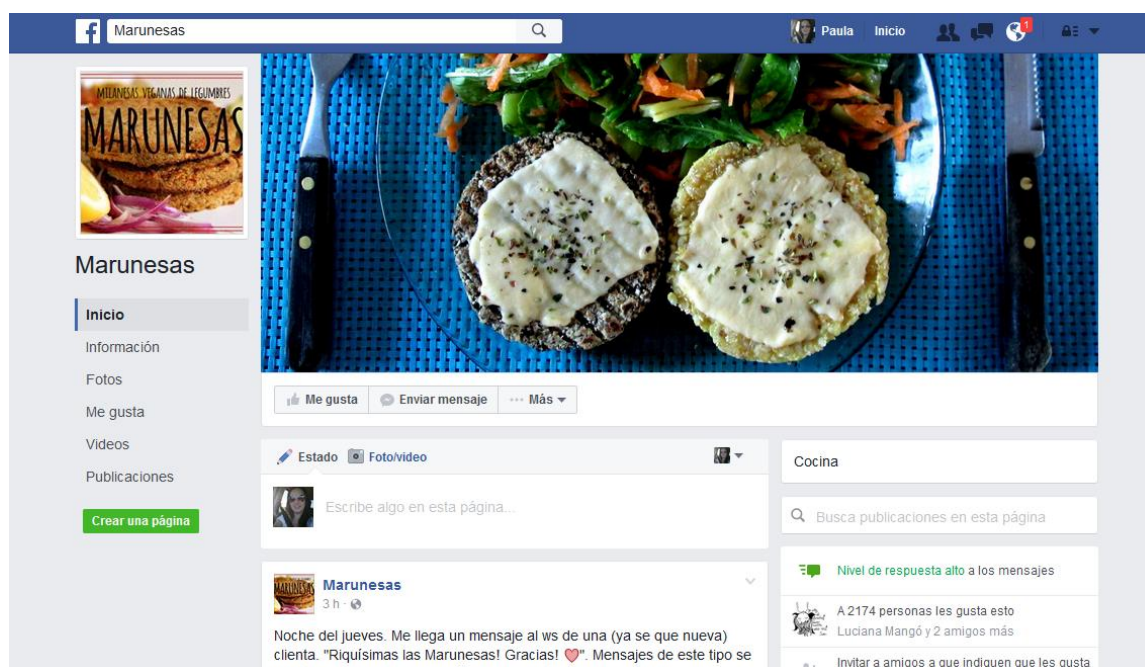 Marunesas
Paula
Inicio
1
MILANESAS VEGANAS DE LEGUMBRES
MARUNESAS
Marunesas
Inicio
Información
Fotos
Me gusta
Videos
Publicaciones
Crear una página
Me gusta
Enviar mensaje
Más
Estado
Foto/video
Escribe algo en esta página...
Marunesas
3 h
Noche del jueves. Me llega un mensaje al ws de una (ya se que nueva)
clienta. "Riquísimas las Marunesas! Gracias! ❤". Mensajes de este tipo se
Cocina
Busca publicaciones en esta página
Nivel de respuesta alto a los mensajes
A 2174 personas les gusta esto
Luciana Mangó y 2 amigos más
Invitar a amigos a que indiquen que les gusta